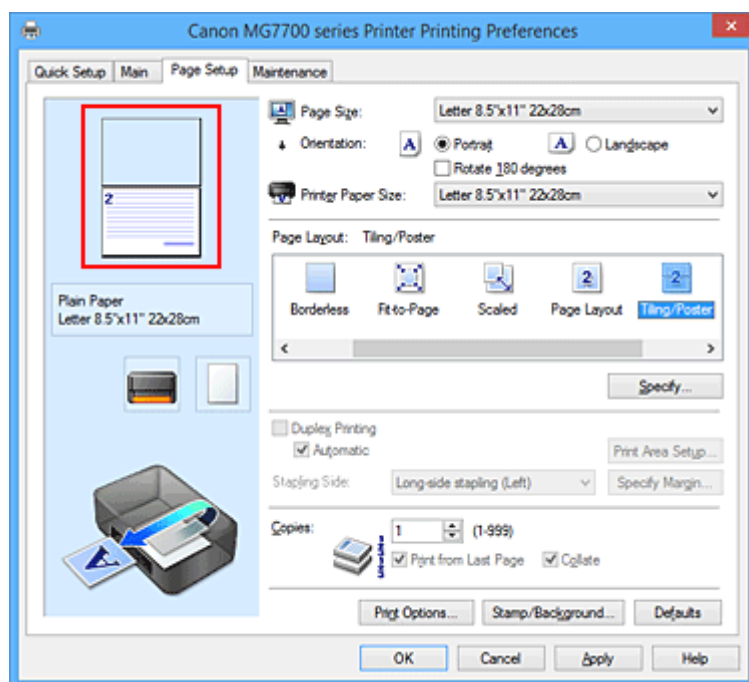 Canon MG7700 series Printer Printing Preferences
Quick Setup Main Page Setup Maintenance
Page Size: Letter 8.5"x11" 22x28cm
Orientation: A Portrait A Landscape
Rotate 180 degrees
Printer Paper Size: Letter 8.5"x11" 22x28cm
2
Page Layout: Tiling/Poster
2 2
Borderless Fit-to-Page Scaled Page Layout Tiling/Poster
Plain Paper
Letter 8.5"x11" 22x28cm
Specify...
Duplex Printing
Automatic Print Area Setup...
Stapling Side: Long-side stapling (Left) Specify Margin...
Copies: 1 (1-999)
Print from Last Page Collate
A
Print Options... Stamp/Background... Defaults
OK Cancel Apply Help